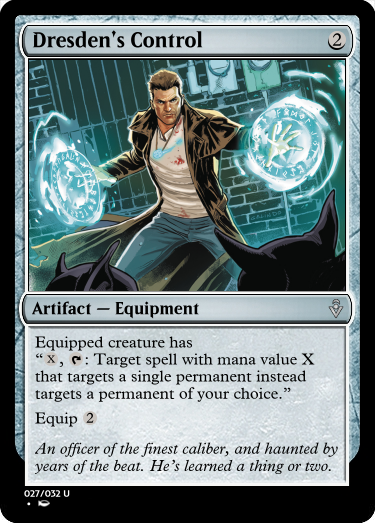 Dresden's Control 2
Artifact — Equipment
Equipped creature has
“X, T: Target spell with mana value X
that targets a single permanent instead
targets a permanent of your choice.”
Equip 2
An officer of the finest caliber, and haunted by
years of the beat. He's learned a thing or two.
027/032 U